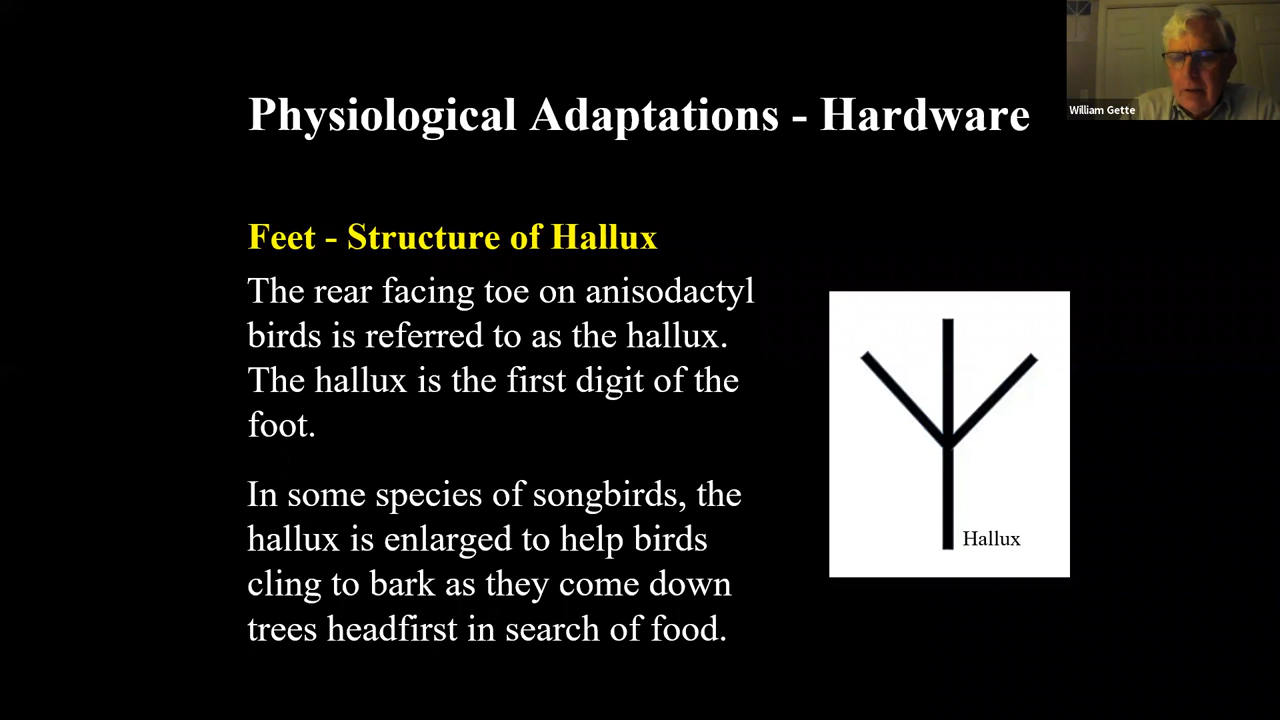 William Gette
Physiological Adaptations - Hardware
Feet - Structure of Hallux
The rear facing toe on anisodactyl
birds is referred to as the hallux.
The hallux is the first digit of the
foot.
In some species of songbirds, the
hallux is enlarged to help birds
cling to bark as they come down
trees headfirst in search of food.
Hallux